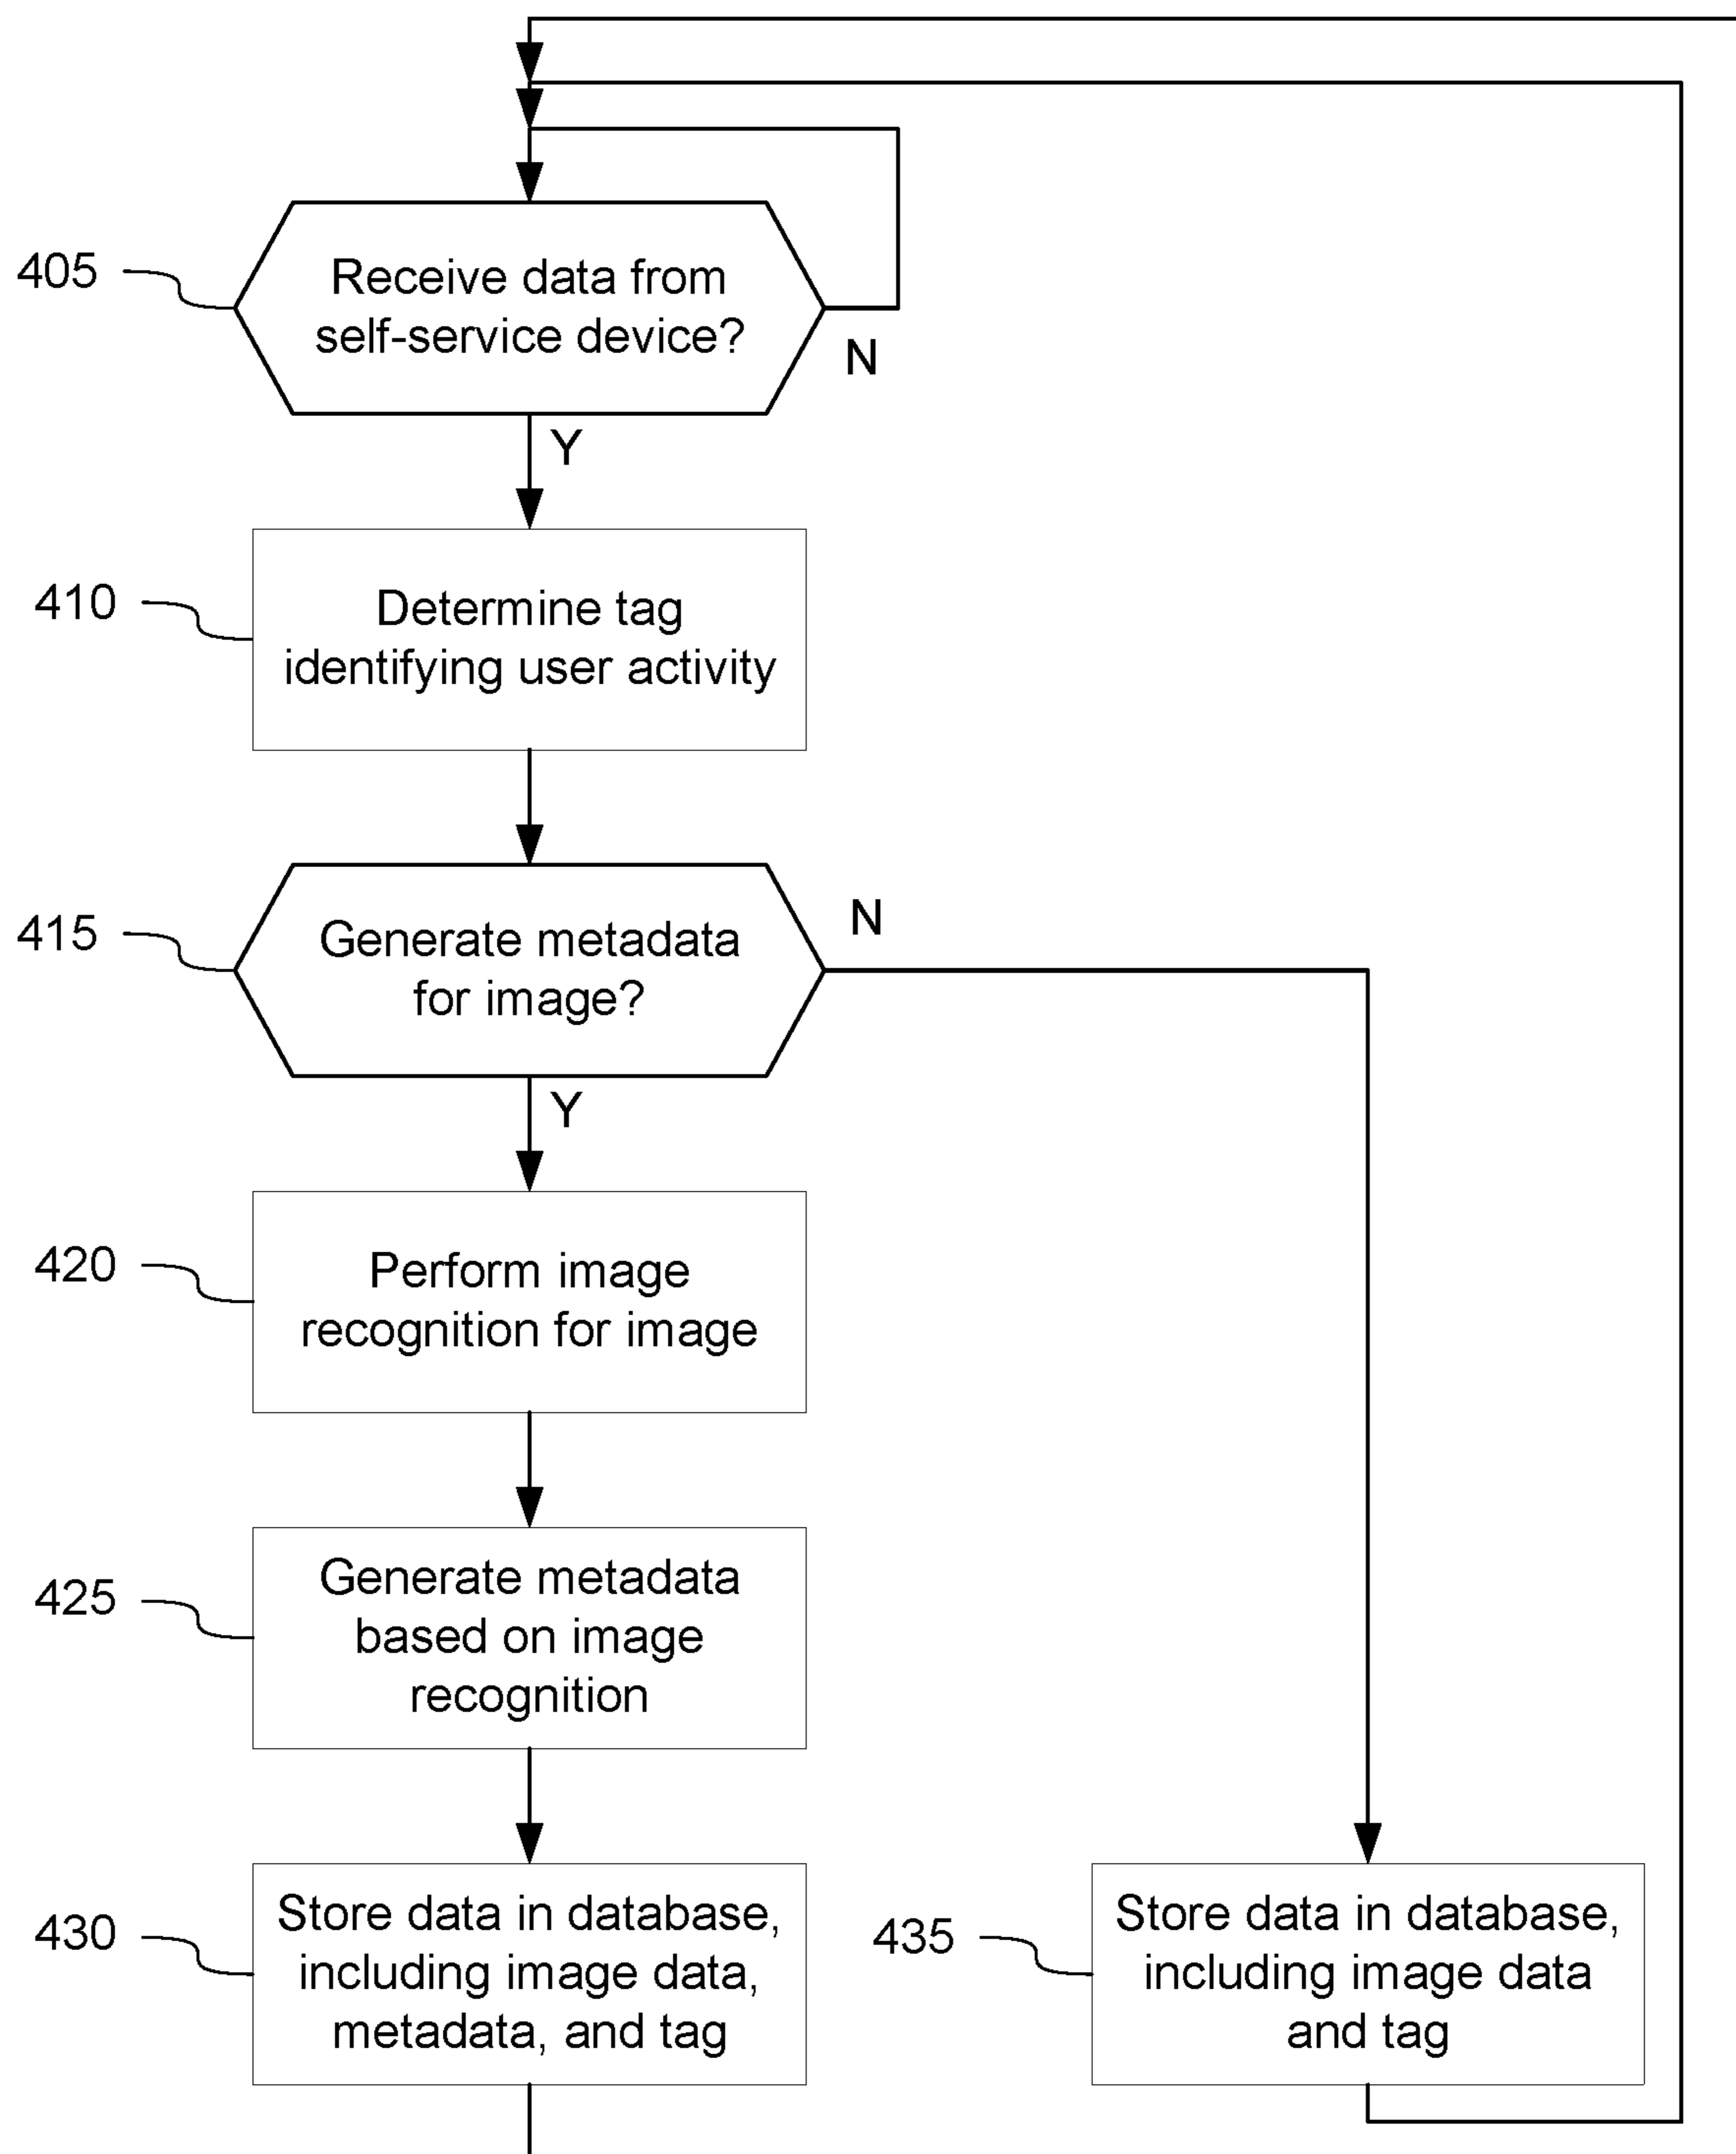 405
Receive data from
self-service device?
N
Y
410
Determine tag
identifying user activity
415
Generate metadata
for image?
N
Y
420
Perform image
recognition for image
425
Generate metadata
based on image
recognition
430
Store data in database,
including image data,
metadata, and tag
435
Store data in database,
including image data
and tag